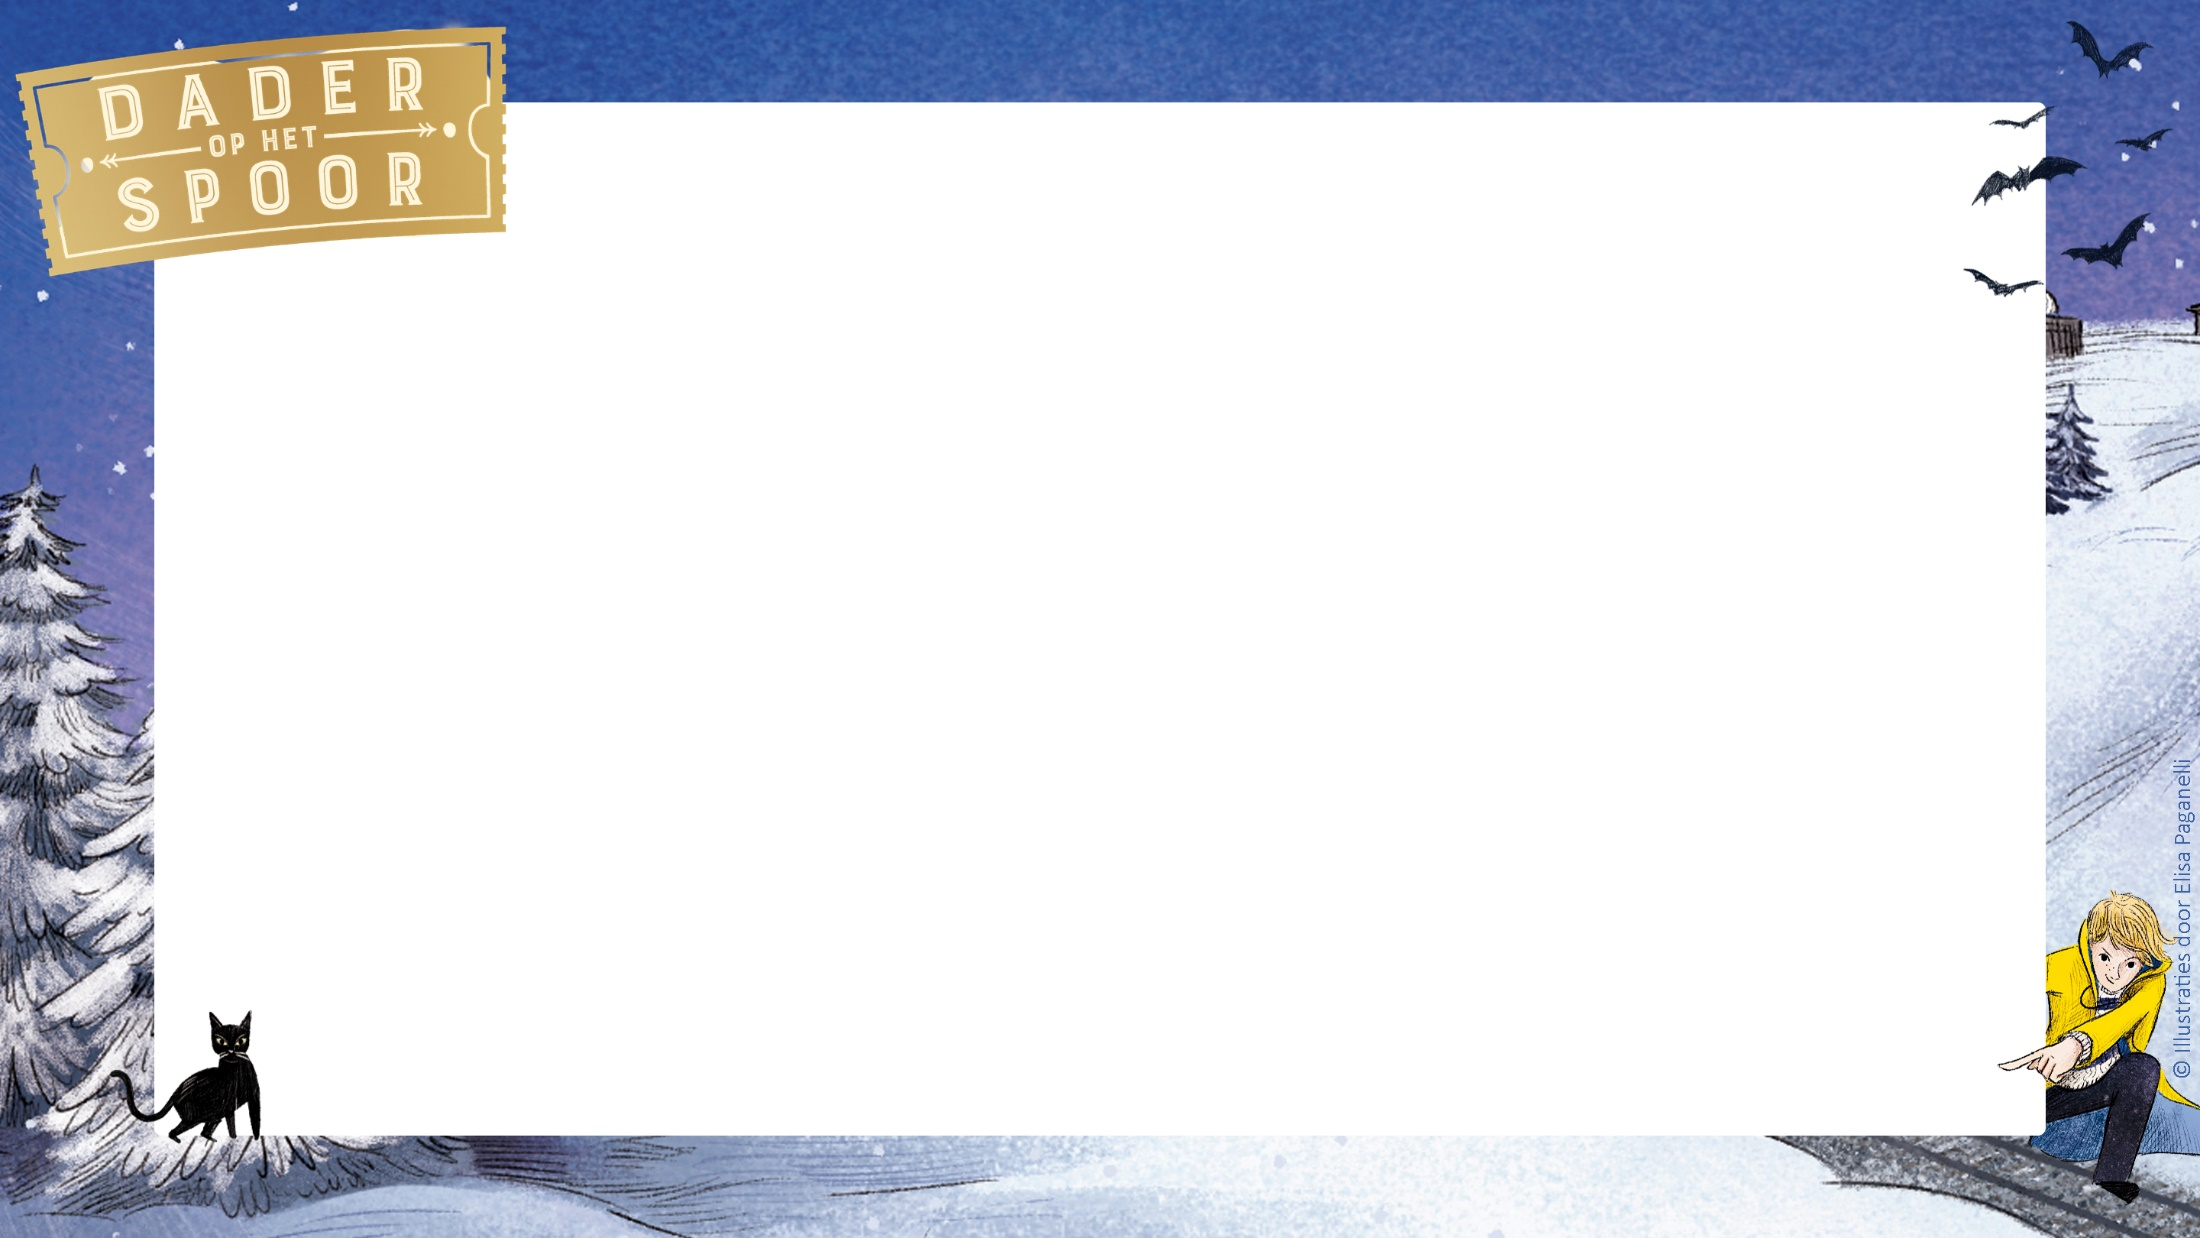 DADER
OP HET
SPOOR
© Illustraties door Elisa Paganelli